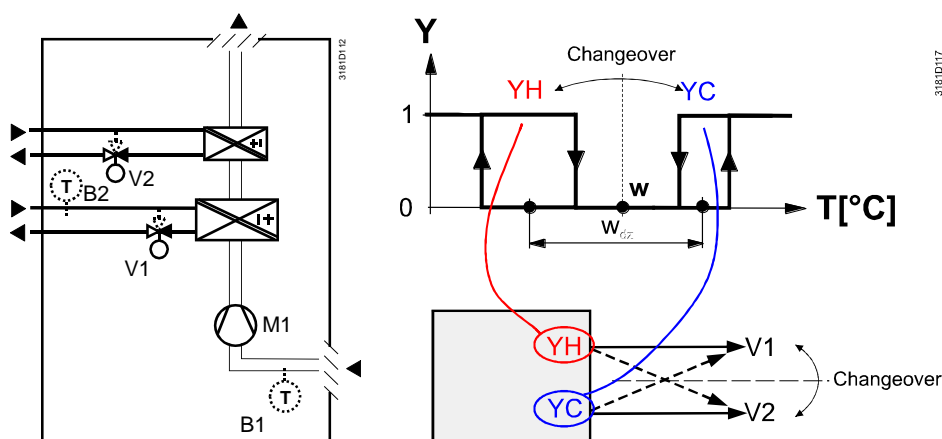 3181D112
V2
T
B2
V1
M1
T
B1
Y
Changeover
YH
YC
1
0
w
w dz
T[°C]
3181D117
YH
YC
V1
Changeover
V2